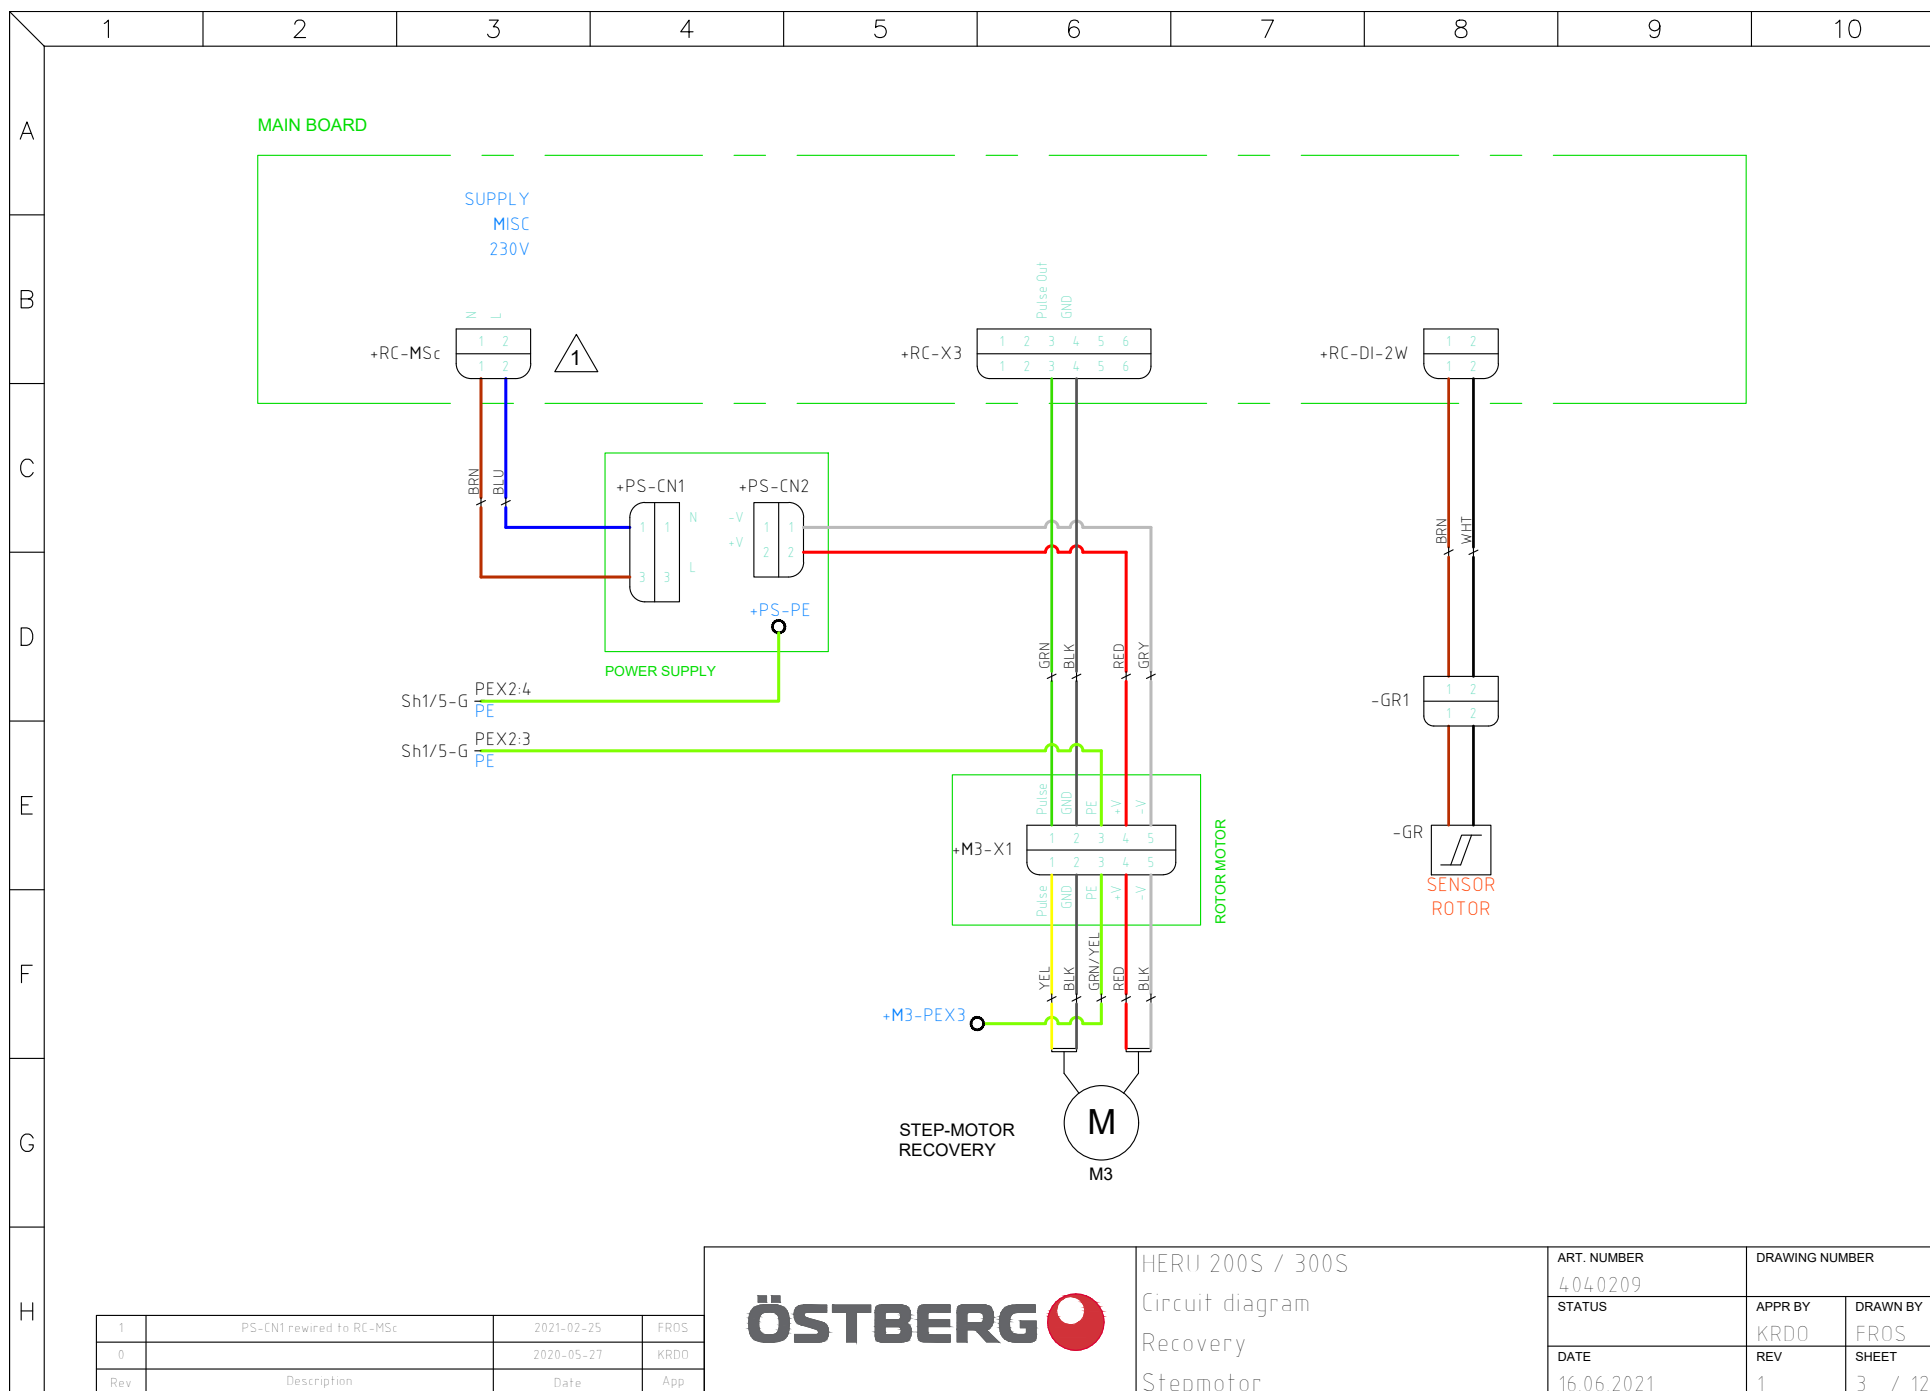 1 2 3 4 5 6 7 8 9 10
A
B
C
D
E
F
G
H
MAIN BOARD
SUPPLY
MISC
230V
N L
+RC-MSc
1 2
1 2
1
Pulse Out
GND
+RC-X3
1 2 3 4 5 6
1 2 3 4 5 6
+RC-DI-2W
1 2
1 2
BRN
BLU
+PS-CN1
1 1 N
3 3 L
+PS-CN2
-V 1 1
+V 2 2
+PS-PE
POWER SUPPLY
BRN
WHT
GRN
BLK
RED
GRY
Sh1/5-G PEX2:4
PE
Sh1/5-G PEX2:3
PE
-GR1
1 2
1 2
Pulse
GND
PE
+V
-V
+M3-X1
1 2 3 4 5
1 2 3 4 5
Pulse
GND
PE
+V
-V
ROTOR MOTOR
-GR
SENSOR
ROTOR
YEL
BLK
GRN/YEL
RED
BLK
+M3-PEX3
M
M3
STEP-MOTOR
RECOVERY
1 PS-CN1 rewired to RC-MSc 2021-02-25 FROS
0 2020-05-27 KRDO
Rev Description Date App
ÖSTBERG
HERU 200S / 300S
Circuit diagram
Recovery
Stepmotor
ART. NUMBER
4040209
DRAWING NUMBER
STATUS
APPR BY
KRDO
DRAWN BY
FROS
DATE
16.06.2021
REV
1
SHEET
3 / 12